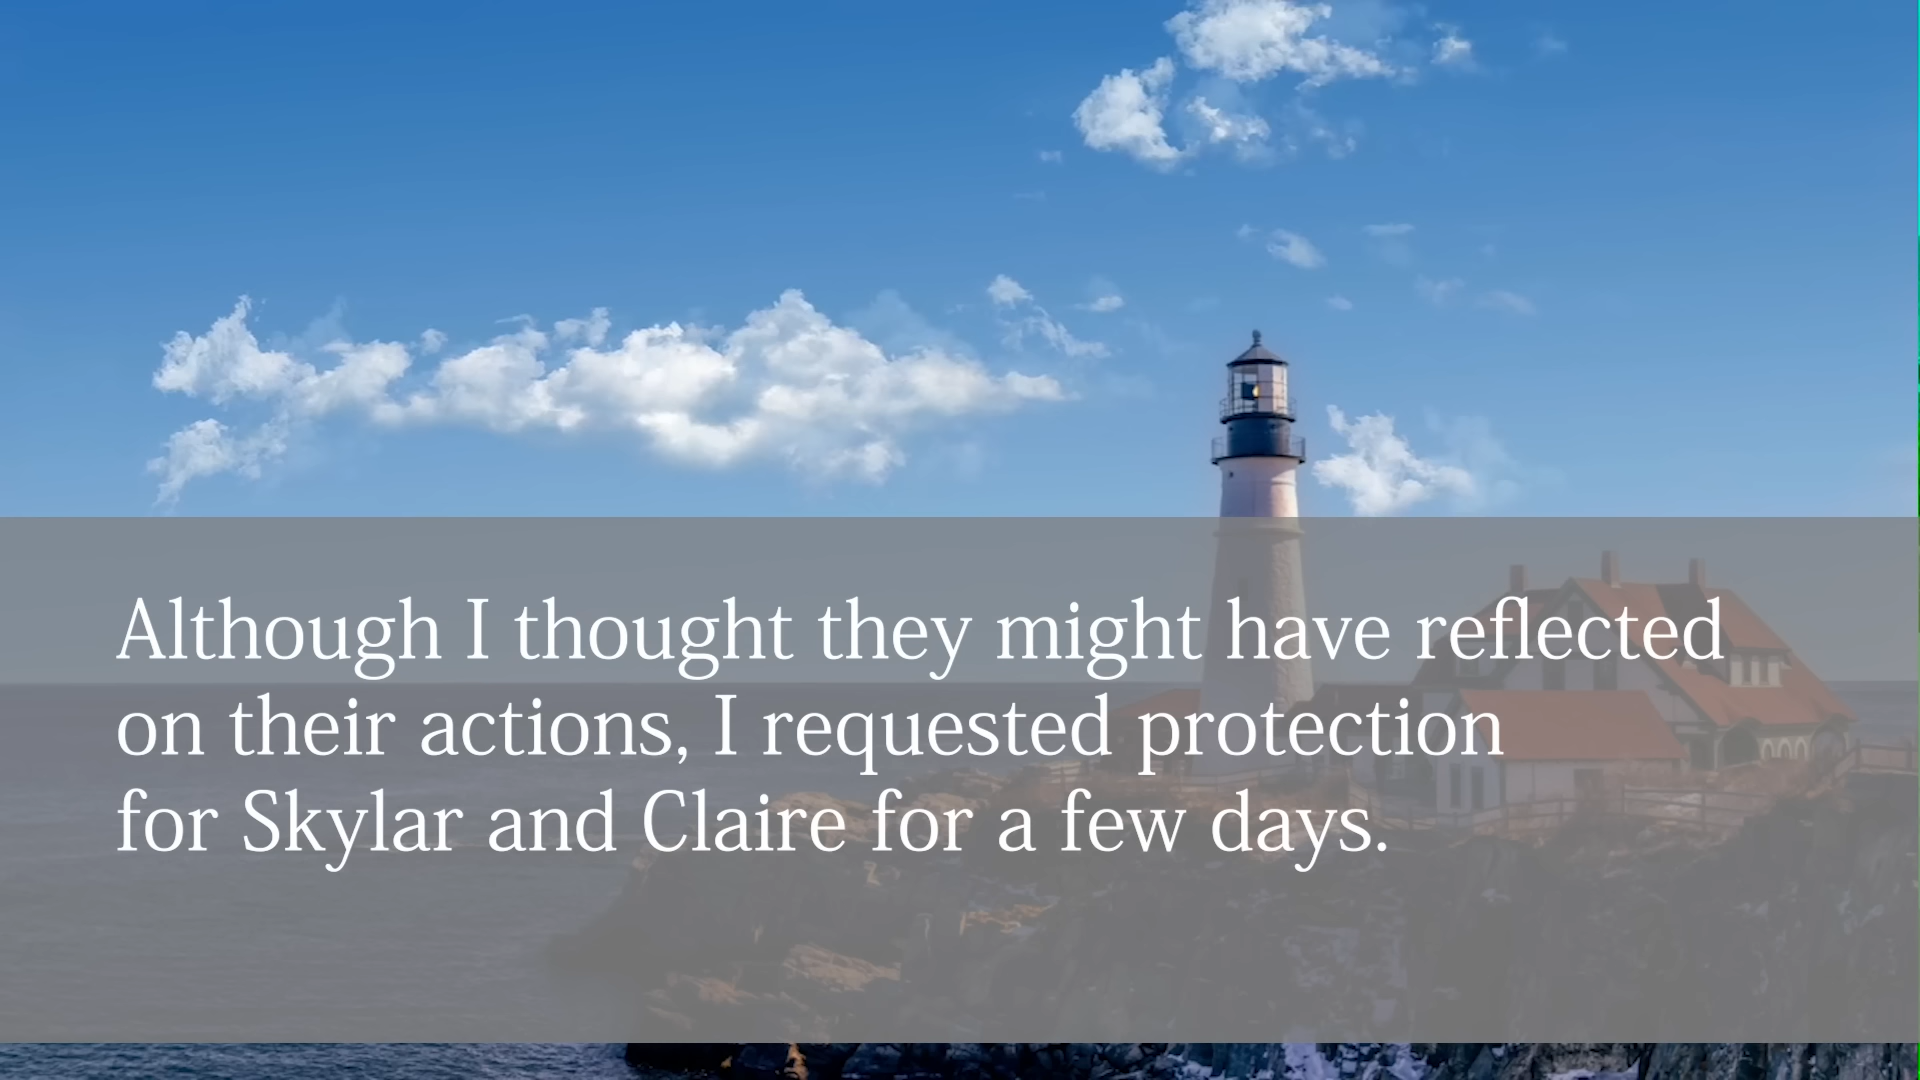 Although I thought they might have reflected
on their actions, I requested protection
for Skylar and Claire for a few days.